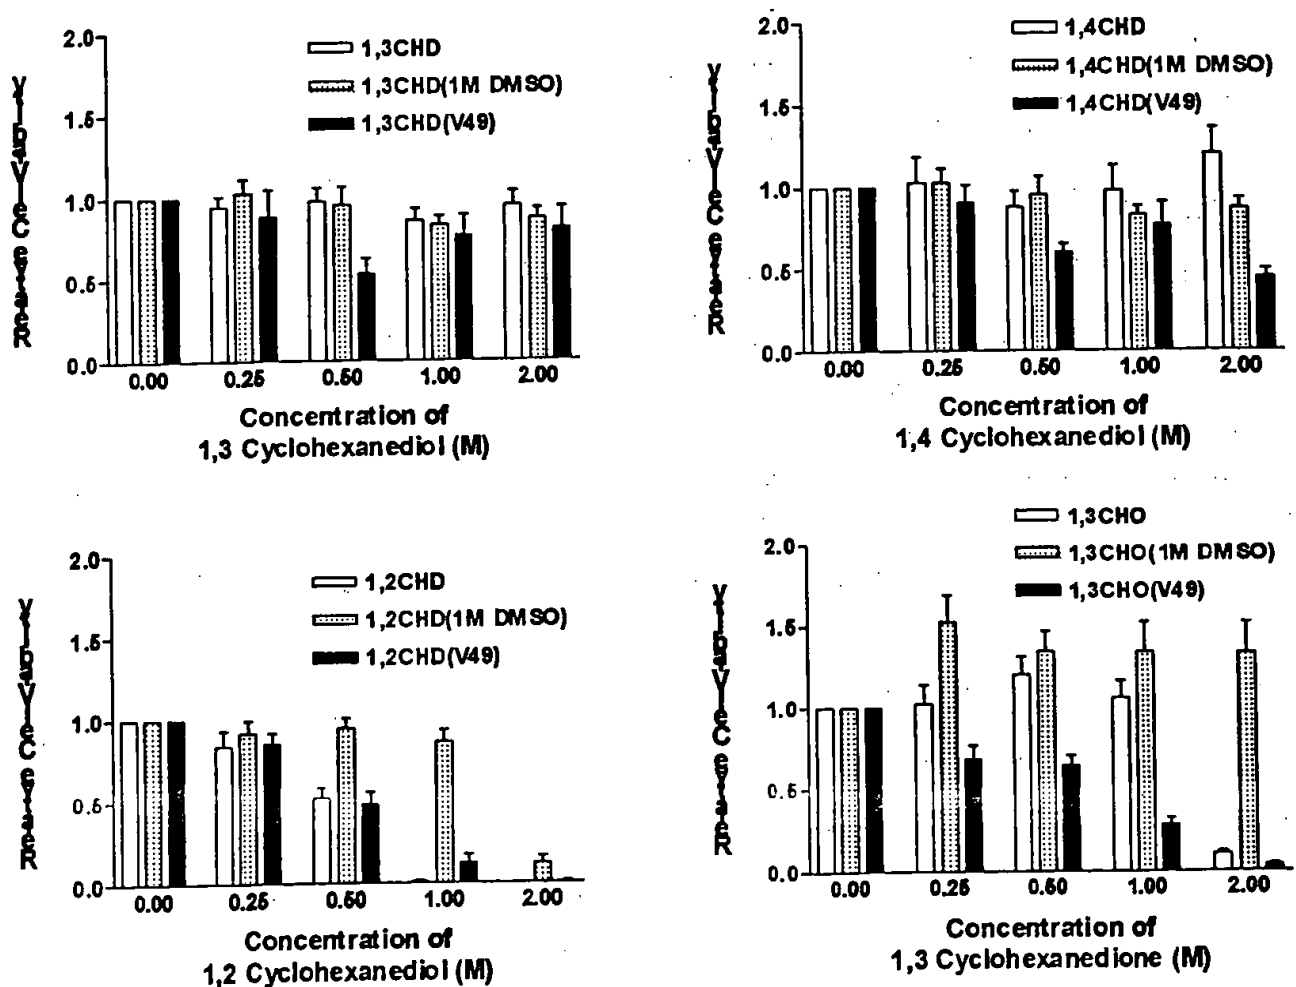 2.0
1,3CHD
1,3CHD(1M DMSO)
1.5
1,3CHD(V49)
1.0
0.5
0.0
0.00 0.25 0.50 1.00 2.00
Relative Cell Viability
Concentration of
1,3 Cyclohexanediol (M)
2.0
1,4CHD
1,4CHD(1M DMSO)
1.5
1,4CHD(V49)
1.0
0.5
0.0
0.00 0.25 0.50 1.00 2.00
Relative Cell Viability
Concentration of
1,4 Cyclohexanediol (M)
2.0
1,2CHD
1,2CHD(1M DMSO)
1.5
1,2CHD(V49)
1.0
0.5
0.0
0.00 0.25 0.50 1.00 2.00
Relative Cell Viability
Concentration of
1,2 Cyclohexanediol (M)
1,3CHO
2.0
1,3CHO(1M DMSO)
1,3CHO(V49)
1.5
1.0
0.5
0.0
0.00 0.25 0.50 1.00 2.00
Relative Cell Viability
Concentration of
1,3 Cyclohexanedione (M)